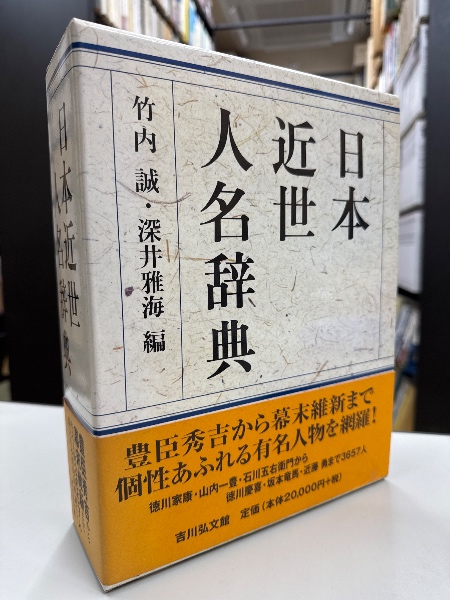 日本
近世
人名辞典
竹内 誠・深井雅海 編
日本近世
人名辞典
豊臣秀吉から幕末維新まで
個性あふれる有名人物を網羅！
徳川家康・山内一豊・石川五右衛門から
徳川慶喜・坂本竜馬・近藤 勇まで3657人
吉川弘文館 定価（本体20,000円+税）